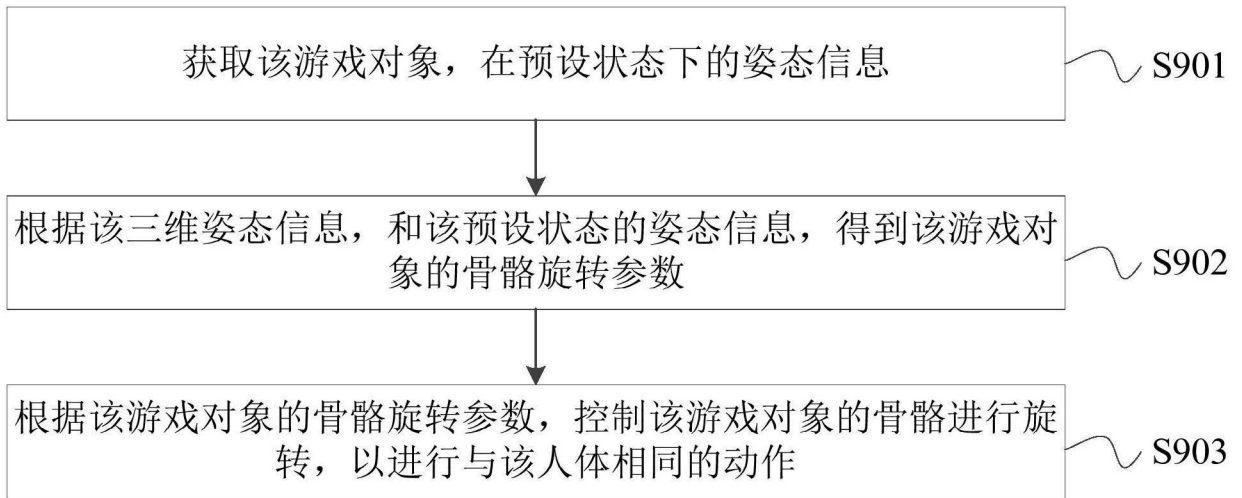 获取该游戏对象，在预设状态下的姿态信息
S901
根据该三维姿态信息，和该预设状态的姿态信息，得到该游戏对
象的骨骼旋转参数
S902
根据该游戏对象的骨骼旋转参数，控制该游戏对象的骨骼进行旋
转，以进行与该人体相同的动作
S903